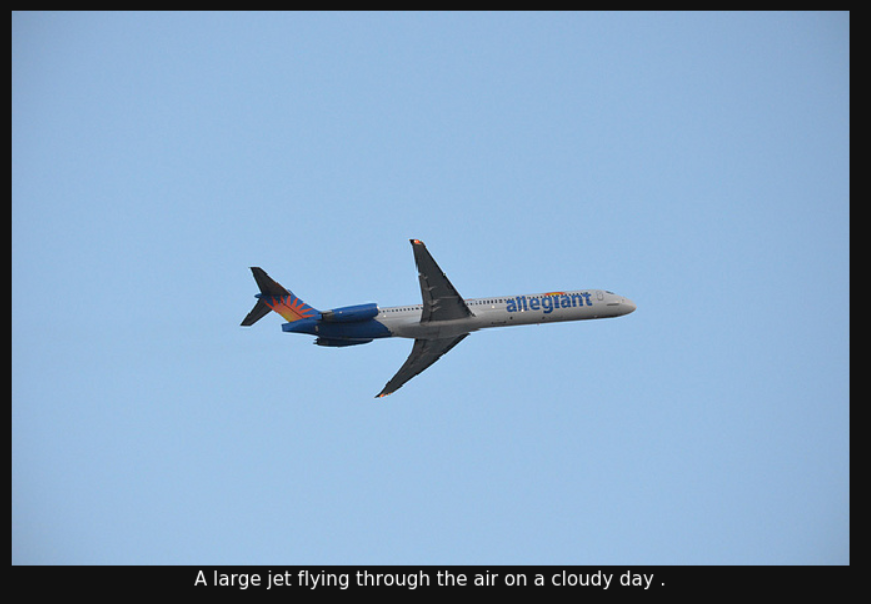 allegiant
A large jet flying through the air on a cloudy day .